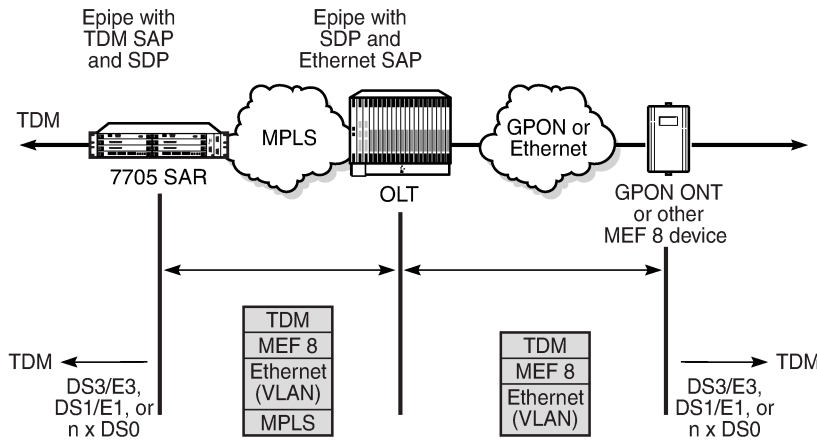 Epipe with
TDM SAP
and SDP
Epipe with
SDP and
Ethernet SAP
TDM
MPLS
GPON or
Ethernet
7705 SAR
OLT
GPON ONT
or other
MEF 8 device
TDM
MEF 8
Ethernet
(VLAN)
MPLS
TDM
MEF 8
Ethernet
(VLAN)
TDM
DS3/E3,
DS1/E1, or
n x DS0
TDM
DS3/E3,
DS1/E1, or
n x DS0